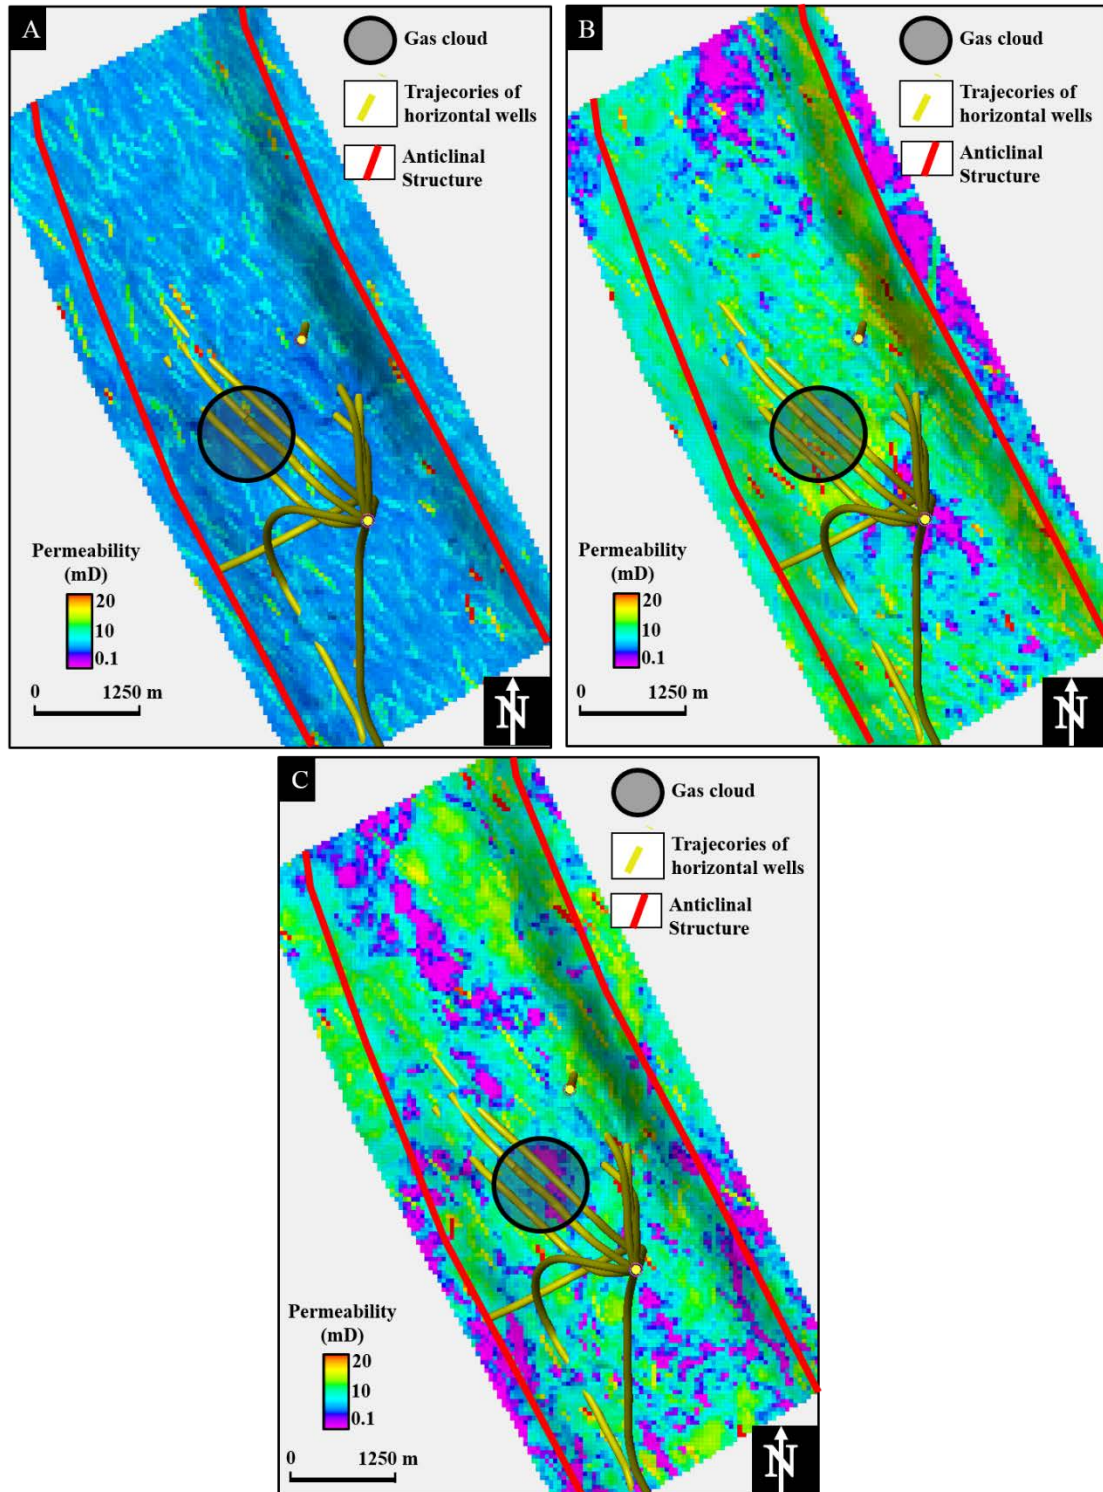 A
Gas cloud
Trajecories of
horizontal wells
Anticlinal
Structure
Permeability
(mD)
20
10
0.1
0 1250 m
N
B
Gas cloud
Trajecories of
horizontal wells
Anticlinal
Structure
Permeability
(mD)
20
10
0.1
0 1250 m
N
C
Gas cloud
Trajecories of
horizontal wells
Anticlinal
Structure
Permeability
(mD)
20
10
0.1
0 1250 m
N